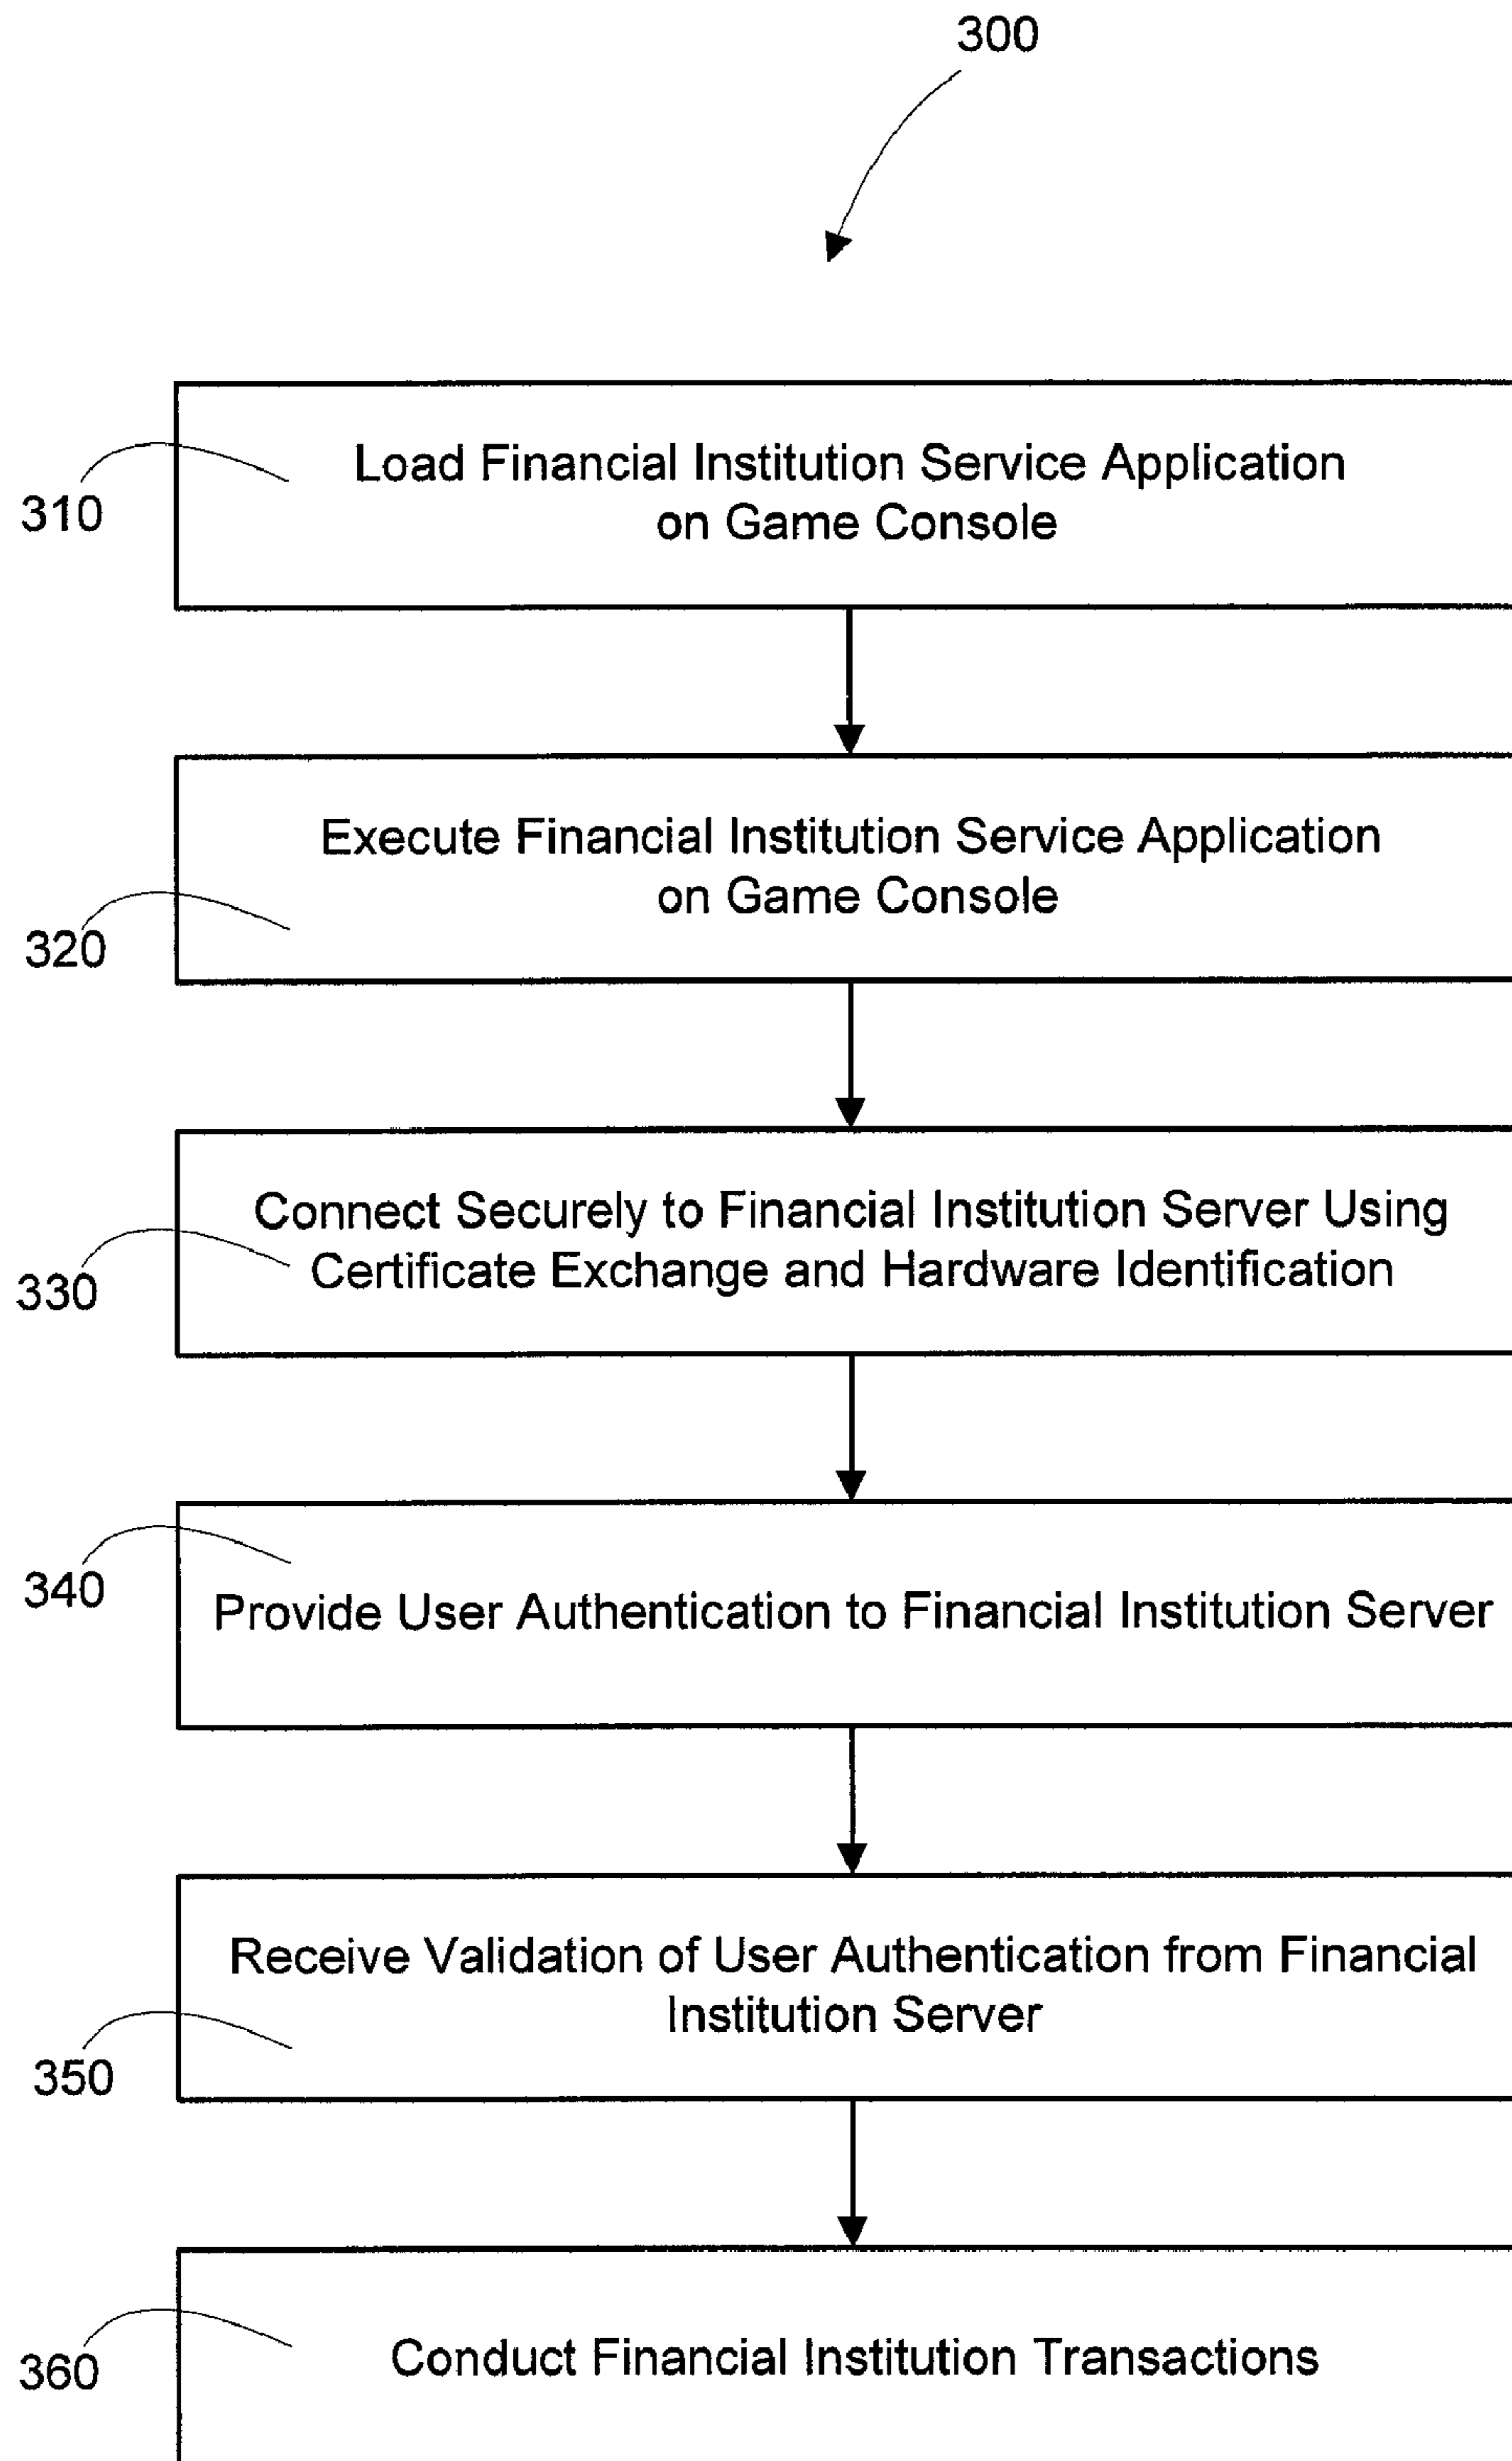 300
310
Load Financial Institution Service Application
on Game Console
Execute Financial Institution Service Application
on Game Console
320
Connect Securely to Financial Institution Server Using
Certificate Exchange and Hardware Identification
330
340
Provide User Authentication to Financial Institution Server
Receive Validation of User Authentication from Financial
Institution Server
350
360
Conduct Financial Institution Transactions